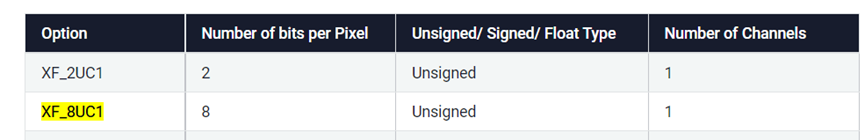 Option Number of bits per Pixel Unsigned/ Signed/ Float Type Number of Channels
XF_2UC1 2 Unsigned 1
XF_8UC1 8 Unsigned 1